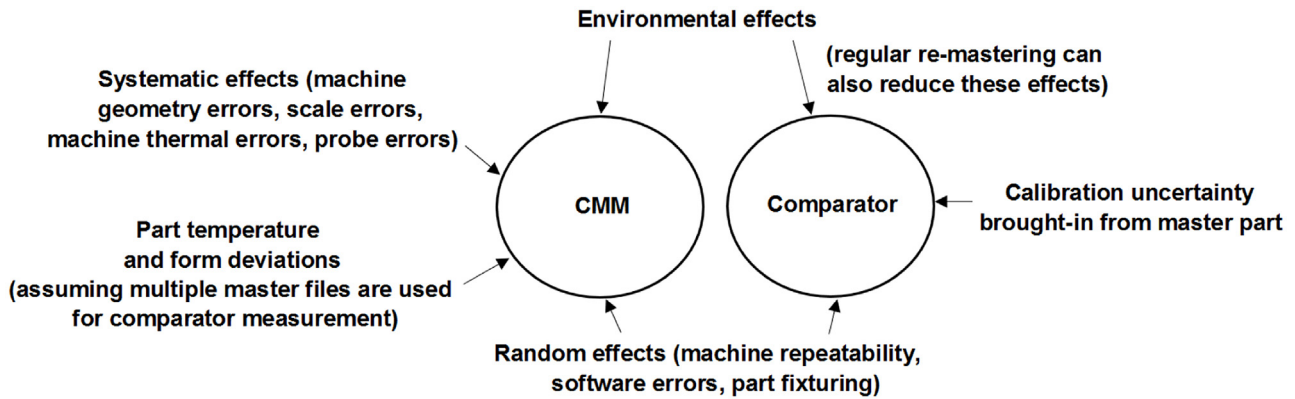 Environmental effects
(regular re-mastering can
also reduce these effects)
Systematic effects (machine
geometry errors, scale errors,
machine thermal errors, probe errors)
CMM
Comparator
Calibration uncertainty
brought-in from master part
Part temperature
and form deviations
(assuming multiple master files are used
for comparator measurement)
Random effects (machine repeatability,
software errors, part fixturing)